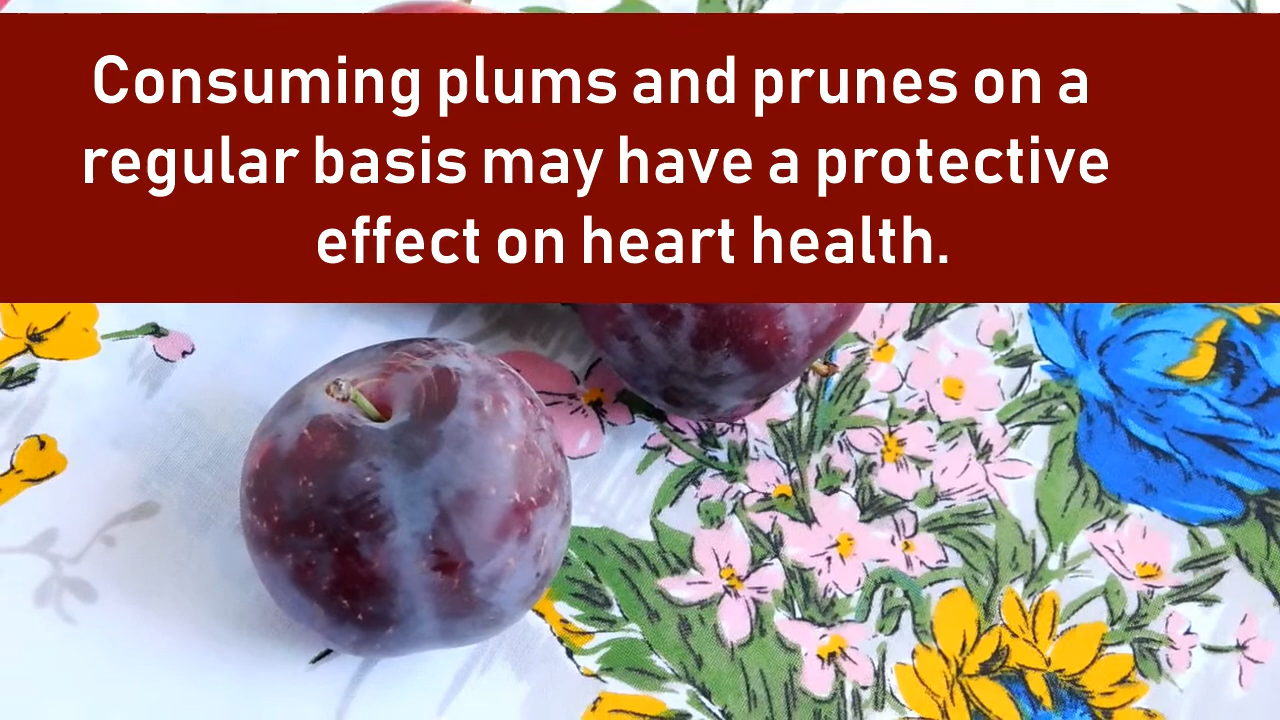 Consuming plums and prunes on a
regular basis may have a protective
effect on heart health.